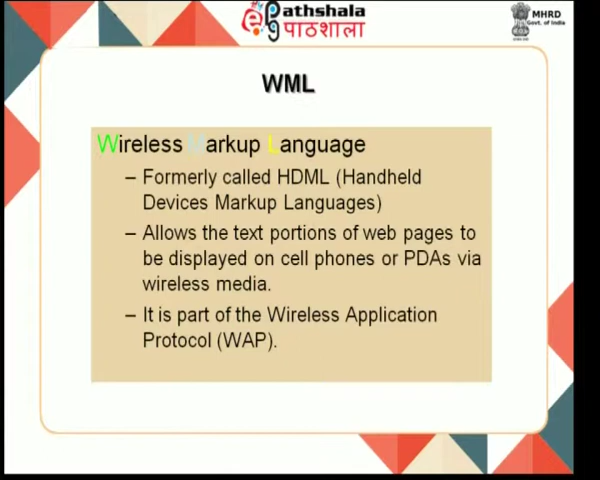 ePathshala
पाठशाला
MHRD
Govt. of India
WML
Wireless Markup Language
– Formerly called HDML (Handheld
Devices Markup Languages)
– Allows the text portions of web pages to
be displayed on cell phones or PDAs via
wireless media.
– It is part of the Wireless Application
Protocol (WAP).